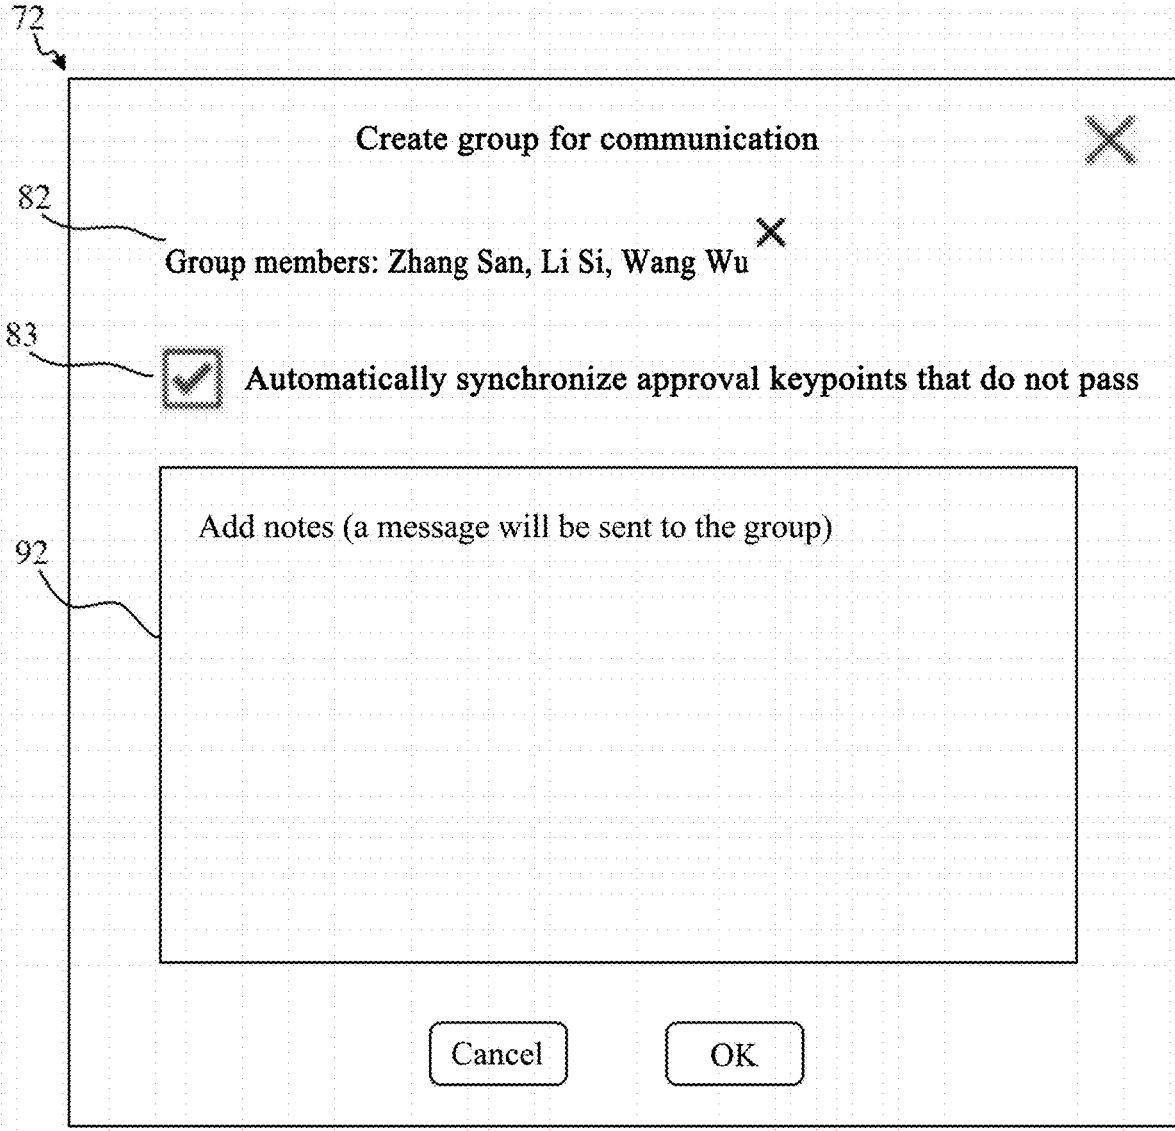 72
Create group for communication
82
Group members: Zhang San, Li Si, Wang Wu
83
Automatically synchronize approval keypoints that do not pass
Add notes (a message will be sent to the group)
92
Cancel OK